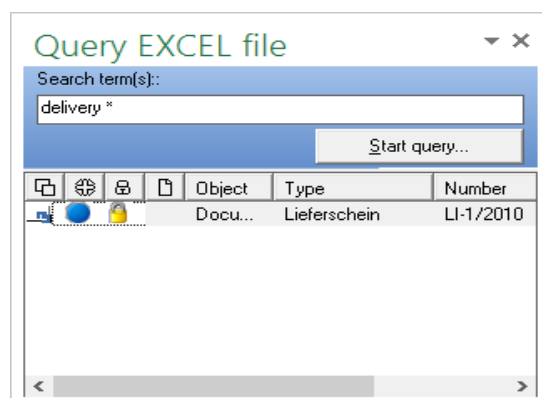 Query EXCEL file
Search term(s)::
delivery *
Start query...
Object Type Number
Docu... Lieferschein LI-1/2010